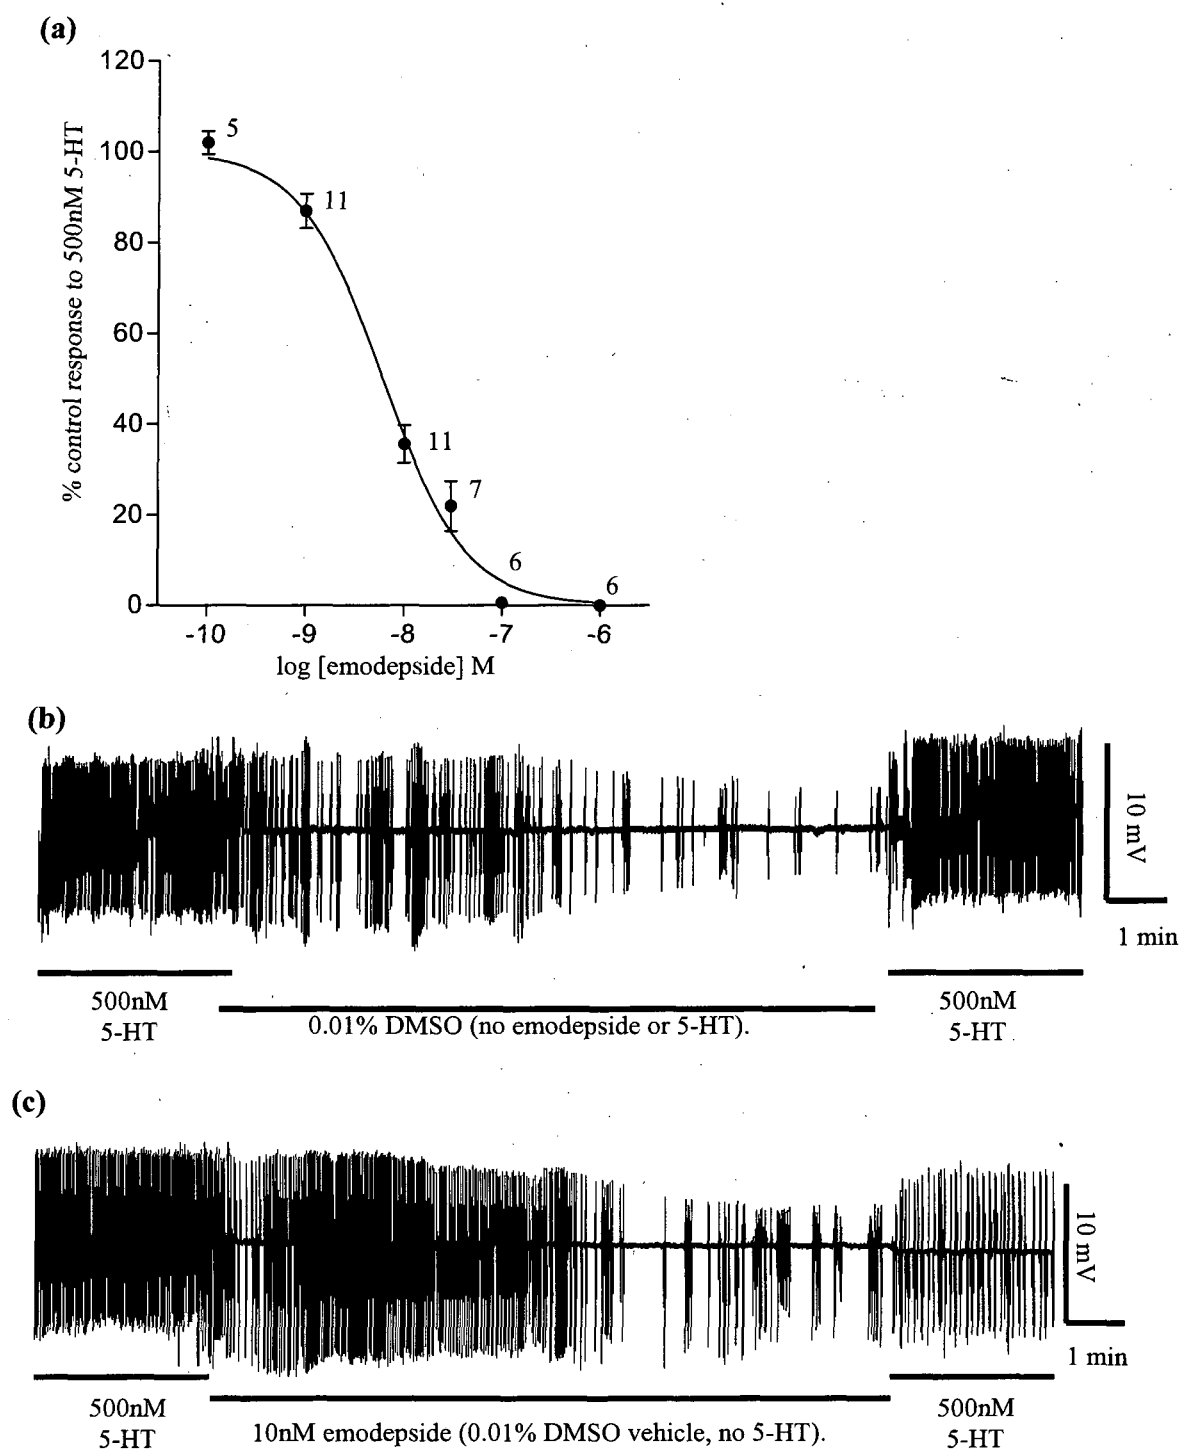 (a)
% control response to 500nM 5-HT
120
100
80
60
40
20
0
5
11
11
7
6
6
-10 -9 -8 -7 -6
log [emodepside] M
(b)
10 mV
1 min
500nM
5-HT
0.01% DMSO (no emodepside or 5-HT).
500nM
5-HT
(c)
10 mV
1 min
500nM
5-HT
10nM emodepside (0.01% DMSO vehicle, no 5-HT).
500nM
5-HT